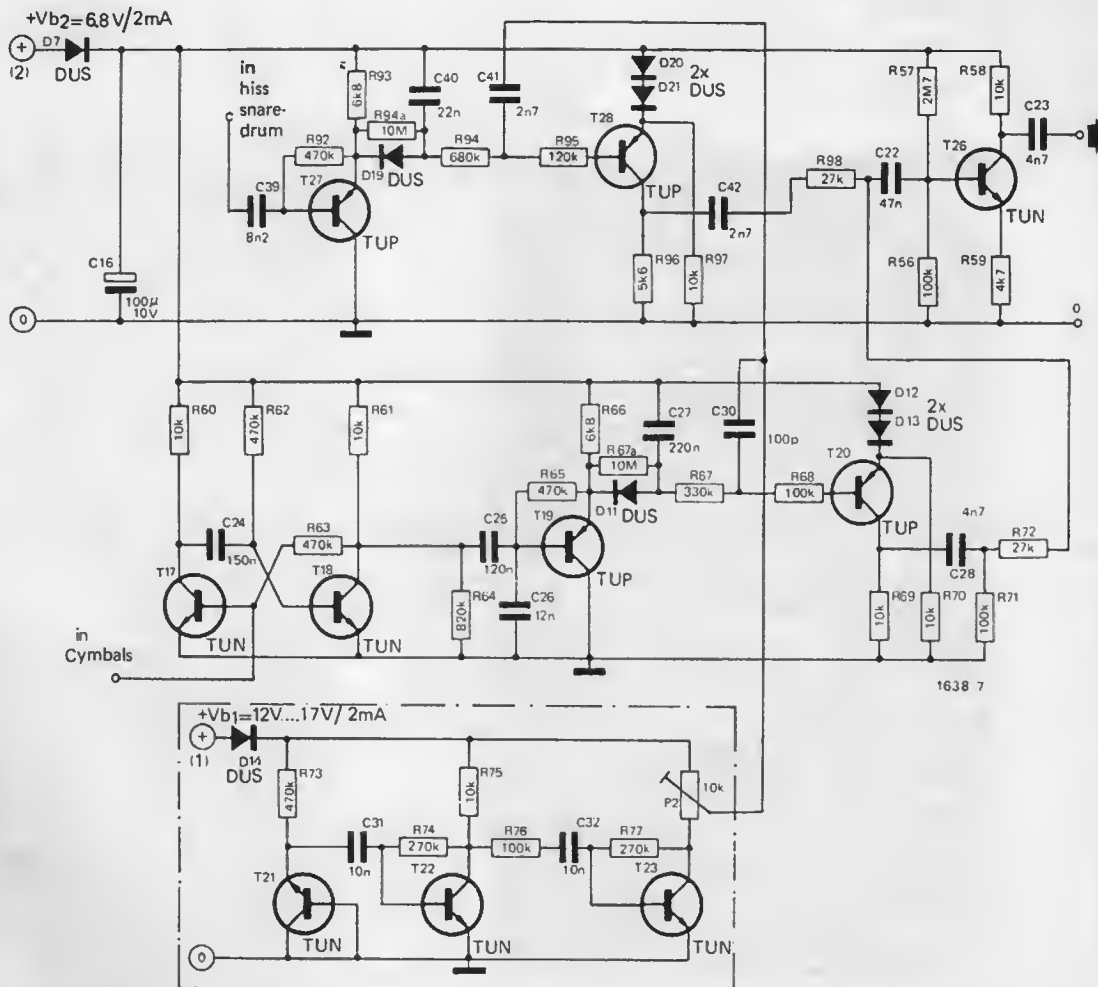 +Vb2=6.8V/2mA
D7
+
(2)
DUS
in
hiss
snare-
drum
R93
6k8
C40
22n
C41
2n7
D20
D21
2x
DUS
R57
2M7
R58
10k
C23
4n7
R94a
10M
R92
470k
D19
DUS
R94
680k
R95
120k
T28
TUP
T26
TUN
R98
27k
C22
47n
T27
TUP
C39
8n2
C42
2n7
C16
100µ
10V
R96
5k6
R97
10k
R56
100k
R59
4k7
0
0
R60
10k
R62
470k
R61
10k
R66
6k8
C27
220n
C30
100p
D12
D13
2x
DUS
R67a
10M
R65
470k
D11
DUS
R67
330k
R68
100k
T20
TUP
C24
150n
R63
470k
C25
120n
T19
TUP
4n7
C28
R72
27k
T17
TUN
T18
TUN
R64
820k
C26
12n
R69
10k
R70
10k
R71
100k
in
Cymbals
1638 7
+Vb1=12V....17V/2mA
+
(1)
D14
DUS
R73
470k
R75
10k
10k
P2
C31
10n
R74
270k
R76
100k
C32
10n
R77
270k
T21
TUN
T22
TUN
T23
TUN
0